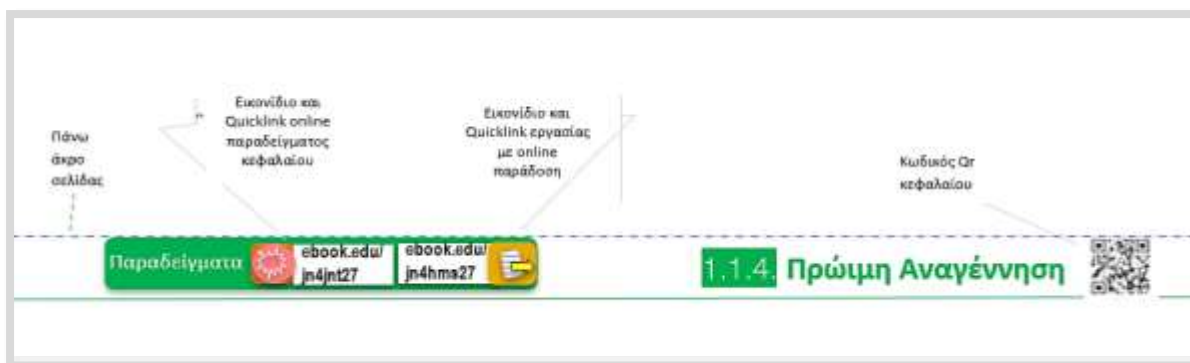 Πάνω
άκρο
σελίδας
Εικονίδιο και
Quicklink online
παραδείγματος
κεφαλαίου
Εικονίδιο και
Quicklink εργασίας
με online
παράδοση
Κωδικός Qr
κεφαλαίου
Παραδείγματα
ebook.edu/
jn4jnt27
ebook.edu/
jn4hma27
1.1.4. Πρώιμη Αναγέννηση